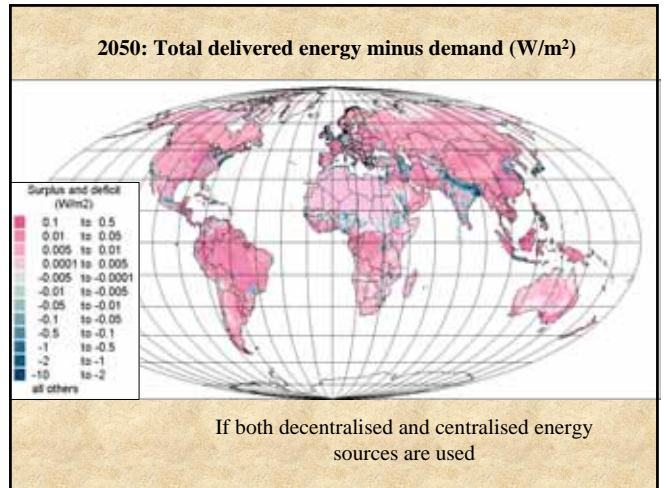 2050: Total delivered energy minus demand (W/m²)
Surplus and deficit
(W/m2)
0.1 to 0.5
0.01 to 0.05
0.005 to 0.01
0.0001 to 0.005
-0.005 to -0.0001
-0.01 to -0.005
-0.05 to -0.01
-0.1 to -0.05
-0.5 to -0.1
-1 to -0.5
-2 to -1
-10 to -2
all others
If both decentralised and centralised energy
sources are used